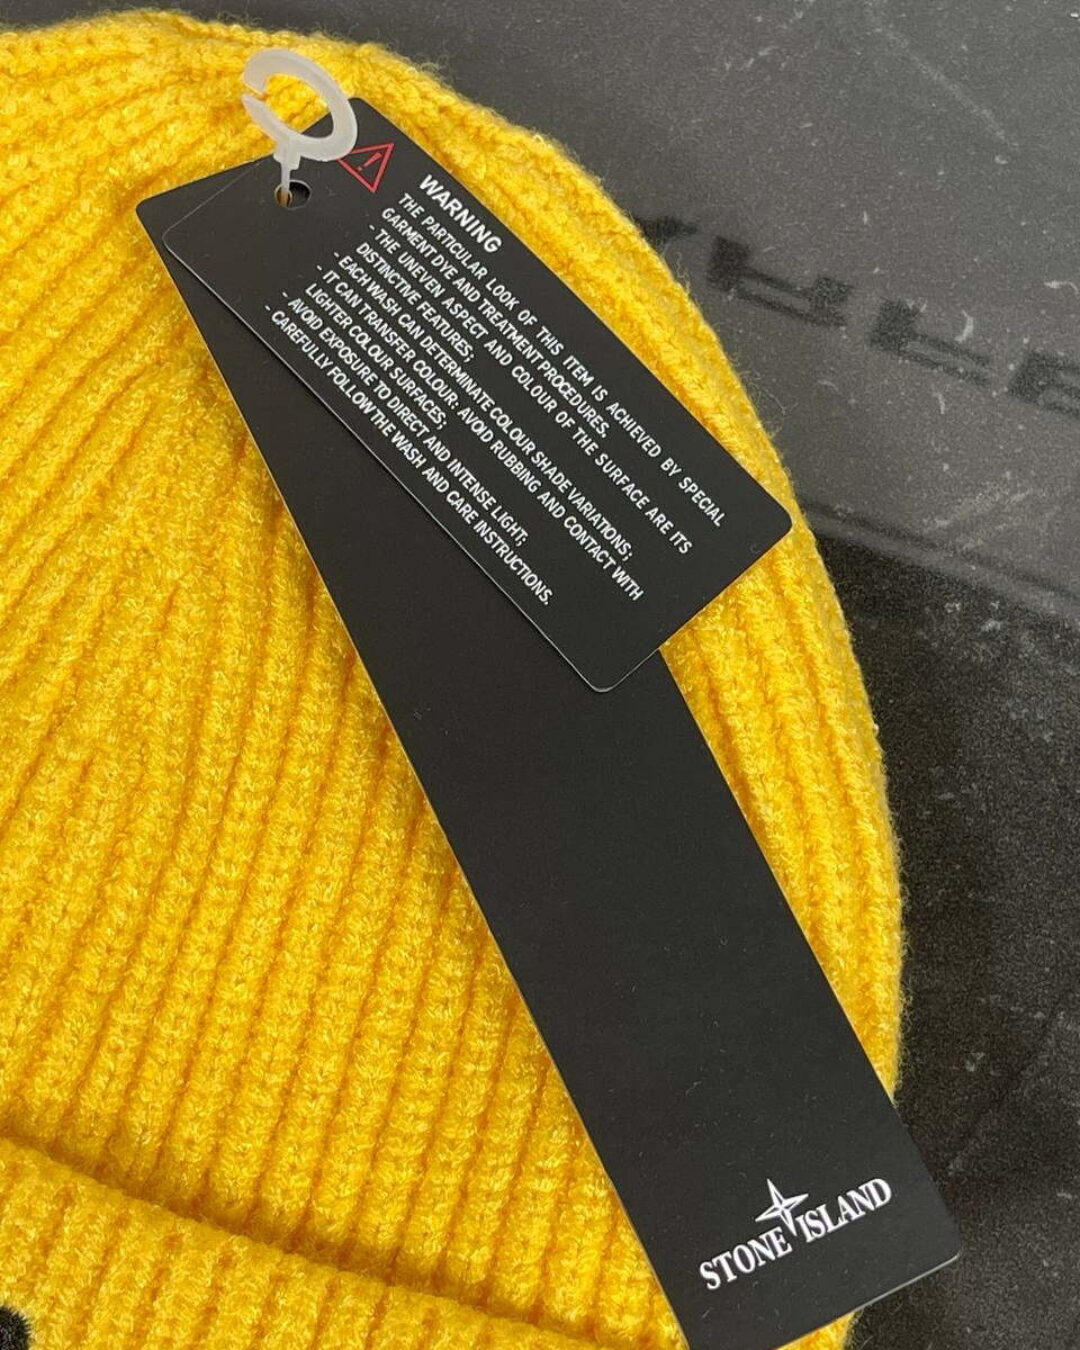 WARNING
THE PARTICULAR LOOK OF THIS ITEM IS ACHIEVED BY SPECIAL
GARMENT DYE AND TREATMENT PROCEDURES.
- THE UNEVEN ASPECT AND COLOUR OF THE SURFACE ARE ITS
DISTINCTIVE FEATURES;
- EACH WASH CAN DETERMINATE COLOUR SHADE VARIATIONS;
- IT CAN TRANSFER COLOUR: AVOID RUBBING AND CONTACT WITH
LIGHTER COLOUR SURFACES;
- AVOID EXPOSURE TO DIRECT AND INTENSE LIGHT;
- CAREFULLY FOLLOW THE WASH AND CARE INSTRUCTIONS.
STONE ISLAND